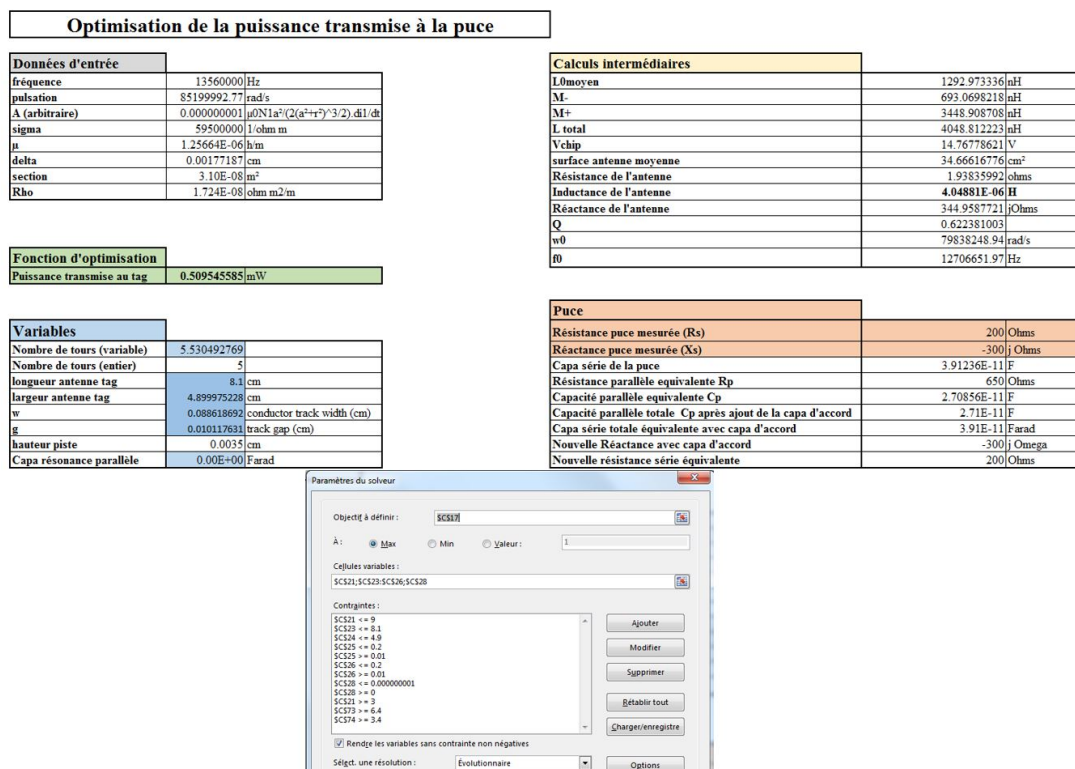 Optimisation de la puissance transmise à la puce
Données d'entrée
fréquence 13560000 Hz
pulsation 85199992.77 rad/s
A (arbitraire) 0.000000001 µ0N1a²/(2(a²+r²)^3/2).di1/dt
sigma 59500000 1/ohm m
µ 1.25664E-06 h/m
delta 0.00177187 cm
section 3.10E-08 m²
Rho 1.724E-08 ohm m2/m
Fonction d'optimisation
Puissance transmise au tag 0.509545585 mW
Variables
Nombre de tours (variable) 5.530492769
Nombre de tours (entier) 5
longueur antenne tag 8.1 cm
largeur antenne tag 4.899975228 cm
w 0.088618692 conductor track width (cm)
g 0.010117631 track gap (cm)
hauteur piste 0.0035 cm
Capa résonance parallèle 0.00E+00 Farad
Calculs intermédiaires
L0moyen 1292.973336 nH
M- 693.0698218 nH
M+ 3448.908708 nH
L total 4048.812223 nH
Vchip 14.76778621 V
surface antenne moyenne 34.66616776 cm²
Résistance de l'antenne 1.93835992 ohms
Inductance de l'antenne 4.04881E-06 H
Réactance de l'antenne 344.9587721 jOhms
Q 0.622381003
w0 79838248.94 rad/s
f0 12706651.97 Hz
Puce
Résistance puce mesurée (Rs) 200 Ohms
Réactance puce mesurée (Xs) -300 j Ohms
Capa série de la puce 3.91236E-11 F
Résistance parallèle equivalente Rp 650 Ohms
Capacité parallèle equivalente Cp 2.70856E-11 F
Capacité parallèle totale Cp après ajout de la capa d'accord 2.71E-11 F
Capa série totale équivalente avec capa d'accord 3.91E-11 Farad
Nouvelle Réactance avec capa d'accord -300 j Omega
Nouvelle résistance série équivalente 200 Ohms
Paramètres du solveur
Objectif à définir : $C$17
À : Max Min Valeur : 1
Cellules variables :
$C$21;$C$23:$C$26;$C$28
Contraintes :
$C$21 <= 9
$C$23 <= 8.1
$C$24 <= 4.9
$C$25 <= 0.2
$C$25 >= 0.01
$C$26 <= 0.2
$C$26 >= 0.01
$C$28 <= 0.000000001
$C$28 >= 0
$C$21 >= 3
$C$73 >= 6.4
$C$74 >= 3.4
Ajouter
Modifier
Supprimer
Rétablir tout
Charger/enregistre
Rendre les variables sans contrainte non négatives
Sélect. une résolution : Évolutionnaire Options